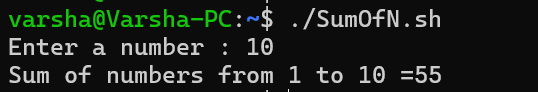 varsha@Varsha-PC:~$ ./SumOfN.sh
Enter a number : 10
Sum of numbers from 1 to 10 =55